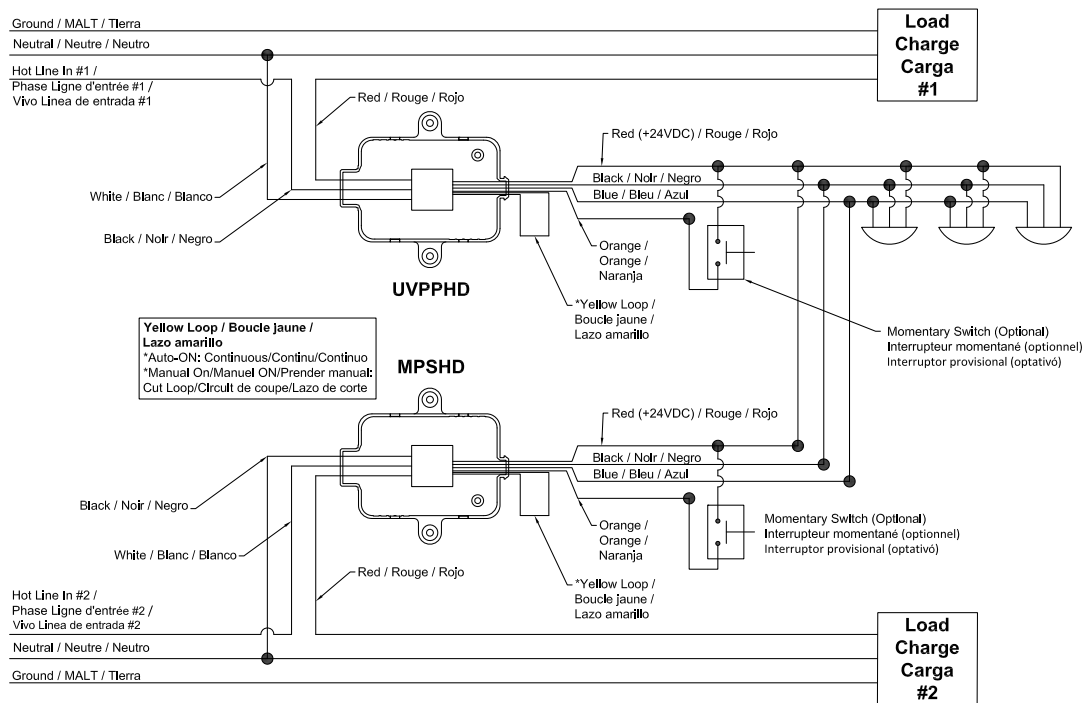 Ground / MALT / Tierra
Neutral / Neutre / Neutro
Hot Line In #1 /
Phase Ligne d'entrée #1 /
Vivo Linea de entrada #1
Load
Charge
Carga
#1
Red / Rouge / Rojo
Red (+24VDC) / Rouge / Rojo
Black / Noir / Negro
Blue / Bleu / Azul
White / Blanc / Blanco
Black / Noir / Negro
Orange /
Orange /
Naranja
UVPPHD
*Yellow Loop /
Boucle jaune /
Lazo amarillo
Momentary Switch (Optional)
Interrupteur momentané (optionnel)
Interruptor provisional (optativó)
Yellow Loop / Boucle jaune /
Lazo amarillo
*Auto-ON: Continuous/Continu/Continuo
*Manual On/Manuel ON/Prender manual:
Cut Loop/Circuit de coupe/Lazo de corte
MPSHD
Red (+24VDC) / Rouge / Rojo
Black / Noir / Negro
Blue / Bleu / Azul
Black / Noir / Negro
White / Blanc / Blanco
Orange /
Orange /
Naranja
Momentary Switch (Optional)
Interrupteur momentané (optionnel)
Interruptor provisional (optativó)
Red / Rouge / Rojo
*Yellow Loop /
Boucle jaune /
Lazo amarillo
Hot Line In #2 /
Phase Ligne d'entrée #2 /
Vivo Linea de entrada #2
Neutral / Neutre / Neutro
Ground / MALT / Tierra
Load
Charge
Carga
#2